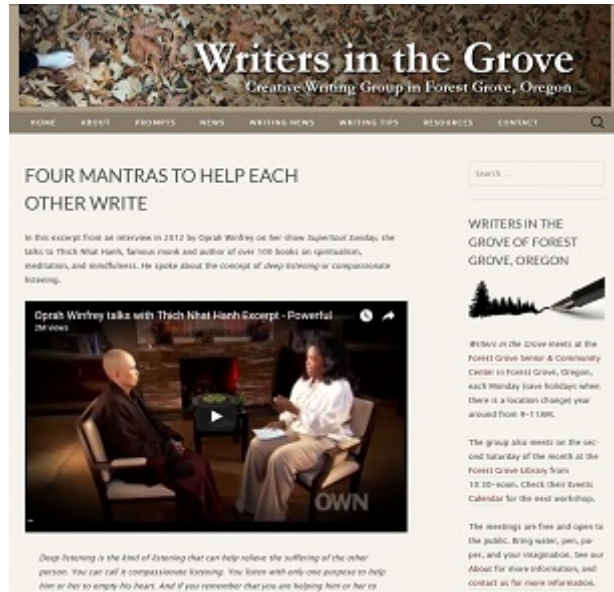 Writers in the Grove
Creative Writing Group in Forest Grove, Oregon
HOME ABOUT PROMPTS NEWS WRITING NEWS WRITING TIPS RESOURCES CONTACT
FOUR MANTRAS TO HELP EACH
OTHER WRITE
In this excerpt from an interview in 2012 by Oprah Winfrey on her show SuperSoul Sunday, she
talks to Thich Nhat Hanh, famous monk and author of over 100 books on spiritualism,
meditation, and mindfulness. He spoke about the concept of deep listening or compassionate
listening.
Oprah Winfrey talks with Thich Nhat Hanh Excerpt - Powerful
2M views
OWN
Deep listening is the kind of listening that can help relieve the suffering of the other
person. You can call it compassionate listening. You listen with only one purpose to help
him or her to empty his heart. And if you remember that you are helping him or her to
Search ...
WRITERS IN THE
GROVE OF FOREST
GROVE, OREGON
Writers in the Grove meets at the
Forest Grove Senior & Community
Center in Forest Grove, Oregon,
each Monday (save holidays when
there is a location change) year
around from 9-11AM.
The group also meets on the sec-
ond Saturday of the month at the
Forest Grove Library from
10:30-noon. Check their Events
Calendar for the next workshop.
The meetings are free and open to
the public. Bring water, pen, pa-
per, and your imagination. See our
About for more information, and
contact us for more information.